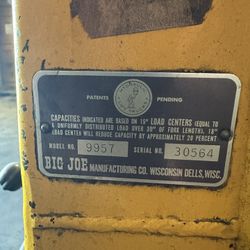 PATENTS PENDING
CAPACITIES INDICATED ARE BASED ON 15" LOAD CENTERS (EQUAL TO
A UNIFORMLY DISTRIBUTED LOAD OVER 30" OF FORK LENGTH). 18"
LOAD CENTER WILL REDUCE CAPACITY BY APPROXIMATELY 20 PERCENT
MODEL NO. 9957 SERIAL NO. 30564
BIG JOE MANUFACTURING CO. WISCONSIN DELLS, WISC.